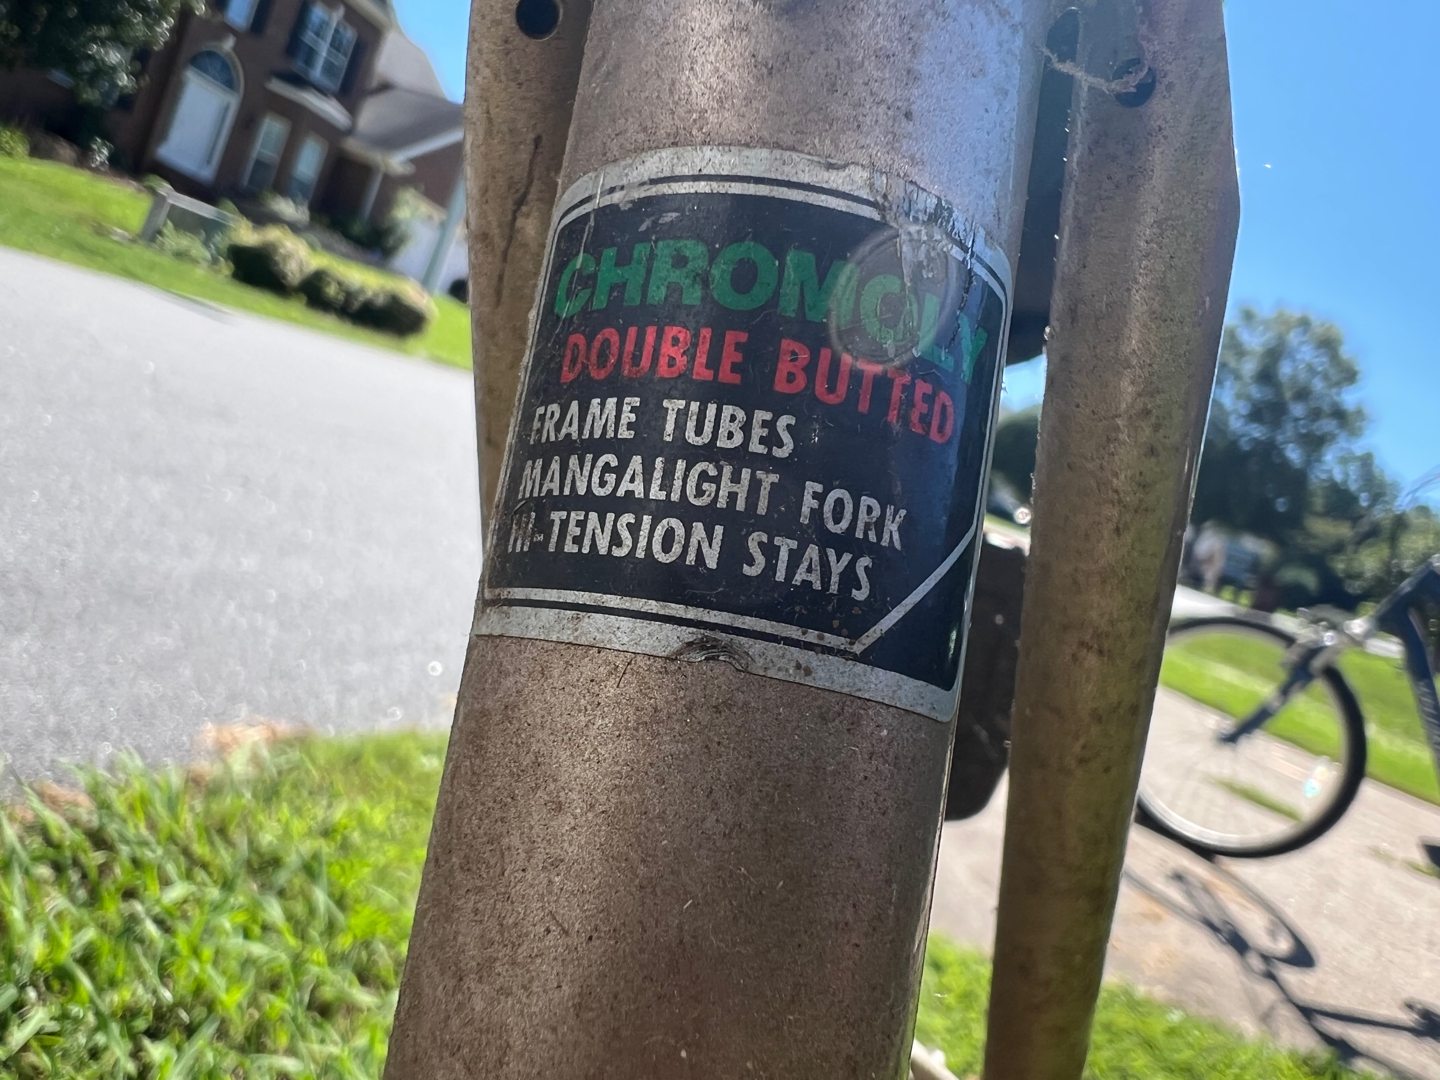 CHROMOLY
DOUBLE BUTTED
FRAME TUBES
MANGALIGHT FORK
HI-TENSION STAYS